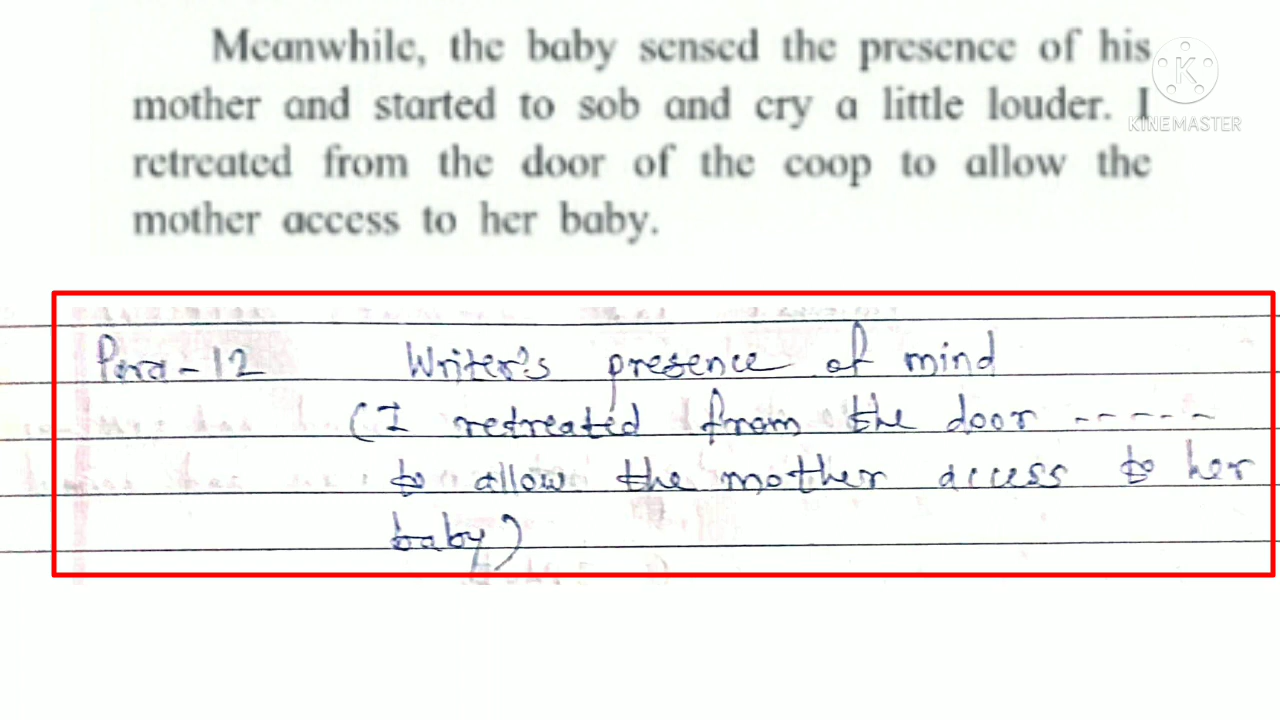 Meanwhile, the baby sensed the presence of his
mother and started to sob and cry a little louder. I
retreated from the door of the coop to allow the
mother access to her baby.
K
KINEMASTER
Para-12 Writer's presence of mind
(I retreated from the door -----
to allow the mother access to her
baby)